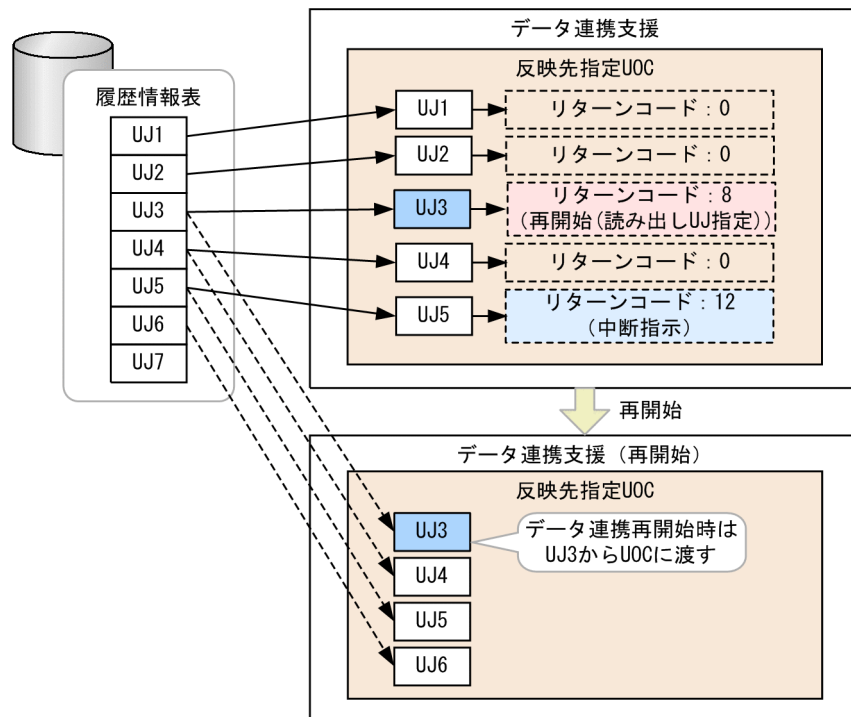 データ連携支援
反映先指定UOC
履歴情報表
UJ1
UJ2
UJ3
UJ4
UJ5
UJ6
UJ7
UJ1
リターンコード：0
UJ2
リターンコード：0
UJ3
リターンコード：8
（再開始（読み出しUJ指定））
UJ4
リターンコード：0
UJ5
リターンコード：12
（中断指示）
再開始
データ連携支援（再開始）
反映先指定UOC
UJ3
データ連携再開始時は
UJ3からUOCに渡す
UJ4
UJ5
UJ6